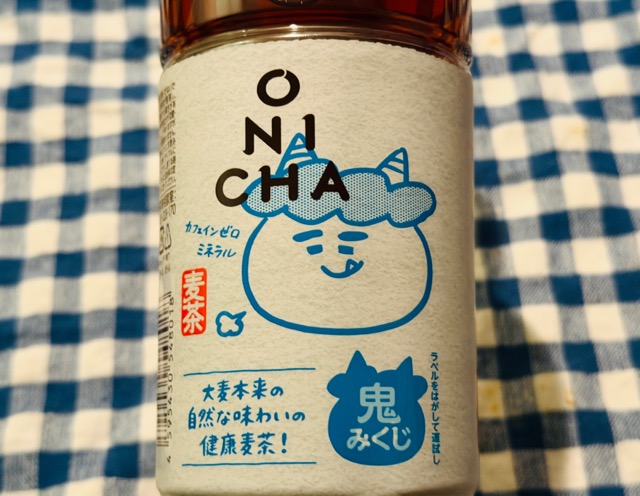 O
NI
CHA
カフェインゼロ
ミネラル
麦茶
大麦本来の
自然な味わいの
健康麦茶!
鬼
みくじ
ラベルをはがして運試し